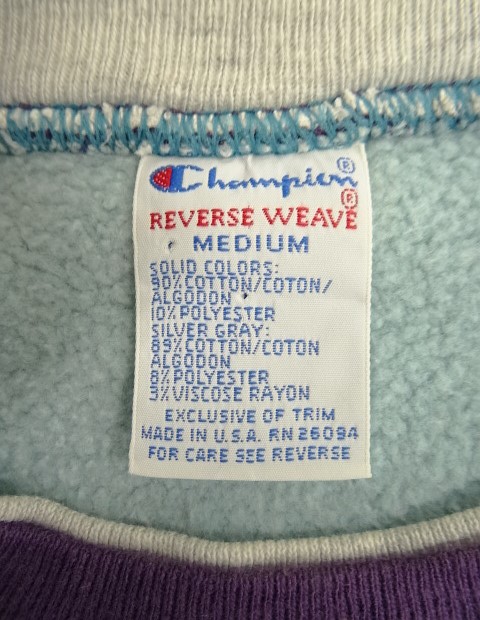 Champion®
REVERSE WEAVE®
MEDIUM
SOLID COLORS:
90%COTTON/COTON/
ALGODON
10%POLYESTER
SILVER GRAY:
89%COTTON/COTON
ALGODON
8%POLYESTER
3%VISCOSE RAYON
EXCLUSIVE OF TRIM
MADE IN U.S.A. RN 26094
FOR CARE SEE REVERSE